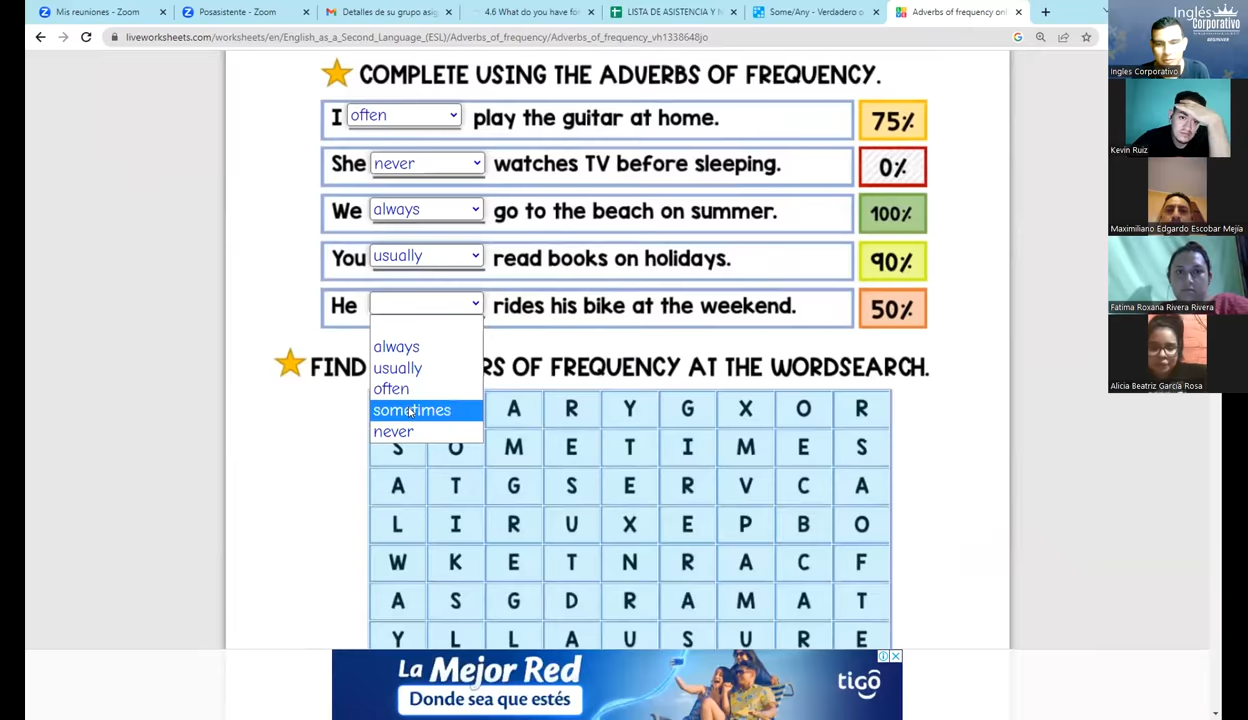 Mis reuniones - Zoom
Posasistente - Zoom
Detalles de su grupo asig
4.6 What do you have for
LISTA DE ASISTENCIA Y N
Some/Any - Verdadero o
Adverbs of frequency onl
liveworksheets.com/worksheets/en/English_as_a_Second_Language_(ESL)/Adverbs_of_frequency/Adverbs_of_frequency_vh1338648jo
COMPLETE USING THE ADVERBS OF FREQUENCY.
I often play the guitar at home. 75%
She never watches TV before sleeping. 0%
We always go to the beach on summer. 100%
You usually read books on holidays. 90%
He rides his bike at the weekend. 50%
always
usually
often
sometimes
never
FIND RS OF FREQUENCY AT THE WORDSEARCH.
A R Y G X O R
S O M E T I M E S
A T G S E R V C A
L I R U X E P B O
W K E T N R A C F
A S G D R A M A T
Y L L A U S U R E
La Mejor Red
Donde sea que estés
tigo
Inglés
Corporativo
BEGINNER
Ingles Corporativo
Kevin Ruiz
Maximiliano Edgardo Escobar Mejía
Fatima Roxana Rivera Rivera
Alicia Beatriz García Rosa